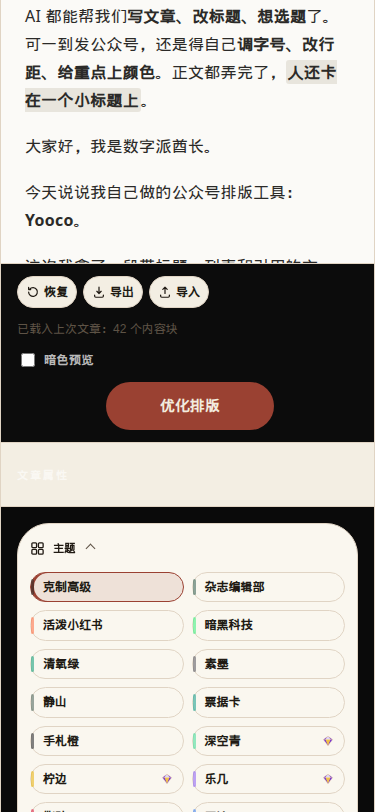 AI 都能帮我们写文章、改标题、想选题了。
可一到发公众号，还是得自己调字号、改行
距、给重点上颜色。正文都弄完了，人还卡
在一个小标题上。
大家好，我是数字派酋长。
今天说说我自己做的公众号排版工具：
Yooco。
恢复 导出 导入
已载入上次文章：42 个内容块
暗色预览
优化排版
文章属性
主题
克制高级 杂志编辑部
活泼小红书 暗黑科技
清氧绿 素墨
静山 票据卡
手札橙 深空青
柠边 乐几